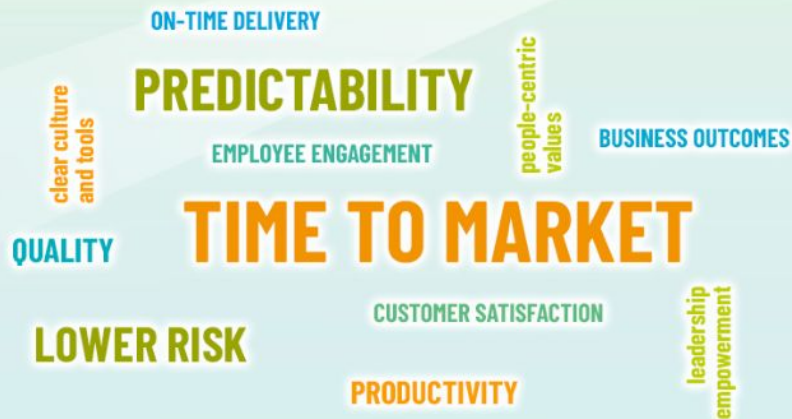 ON-TIME DELIVERY
PREDICTABILITY
people-centric
values
clear culture
and tools
EMPLOYEE ENGAGEMENT
BUSINESS OUTCOMES
TIME TO MARKET
QUALITY
CUSTOMER SATISFACTION
leadership
empowerment
LOWER RISK
PRODUCTIVITY